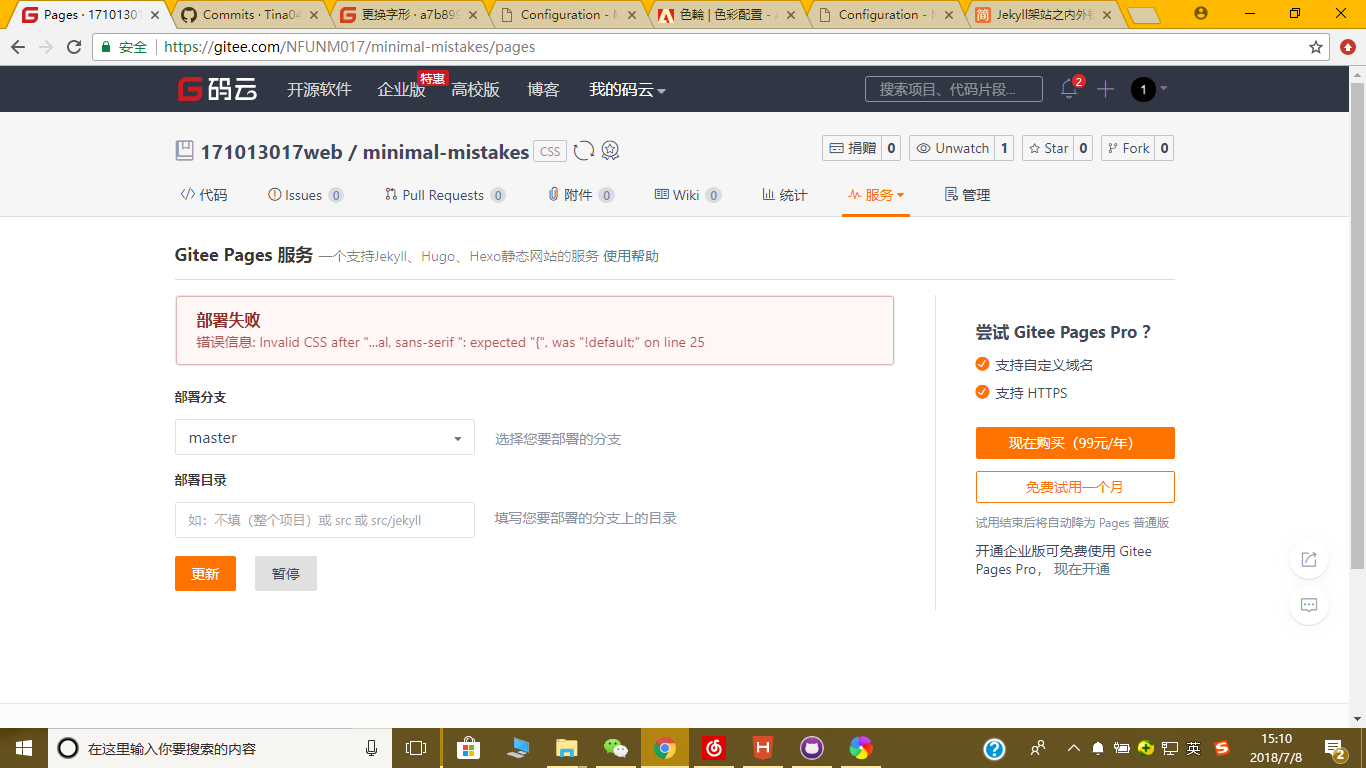 Pages · 1710130
Commits · Tina04
更换字形 · a7b899
Configuration - M
色輪 | 色彩配置 - A
Configuration - M
简 Jekyll架站之内外
安全 https://gitee.com/NFUNM017/minimal-mistakes/pages
码云 开源软件 企业版 特惠 高校版 博客 我的码云 搜索项目、代码片段... 2 1
171013017web / minimal-mistakes CSS 捐赠 0 Unwatch 1 Star 0 Fork 0
代码 Issues 0 Pull Requests 0 附件 0 Wiki 0 统计 服务 管理
Gitee Pages 服务 一个支持Jekyll、Hugo、Hexo静态网站的服务 使用帮助
部署失败
错误信息: Invalid CSS after "...al, sans-serif ": expected "{", was "!default;" on line 25
部署分支
master 选择您要部署的分支
部署目录
如：不填（整个项目）或 src 或 src/jekyll 填写您要部署的分支上的目录
更新 暂停
尝试 Gitee Pages Pro ?
支持自定义域名
支持 HTTPS
现在购买（99元/年）
免费试用一个月
试用结束后将自动降为 Pages 普通版
开通企业版可免费使用 Gitee
Pages Pro， 现在开通
在这里输入你要搜索的内容
英
15:10
2018/7/8
2